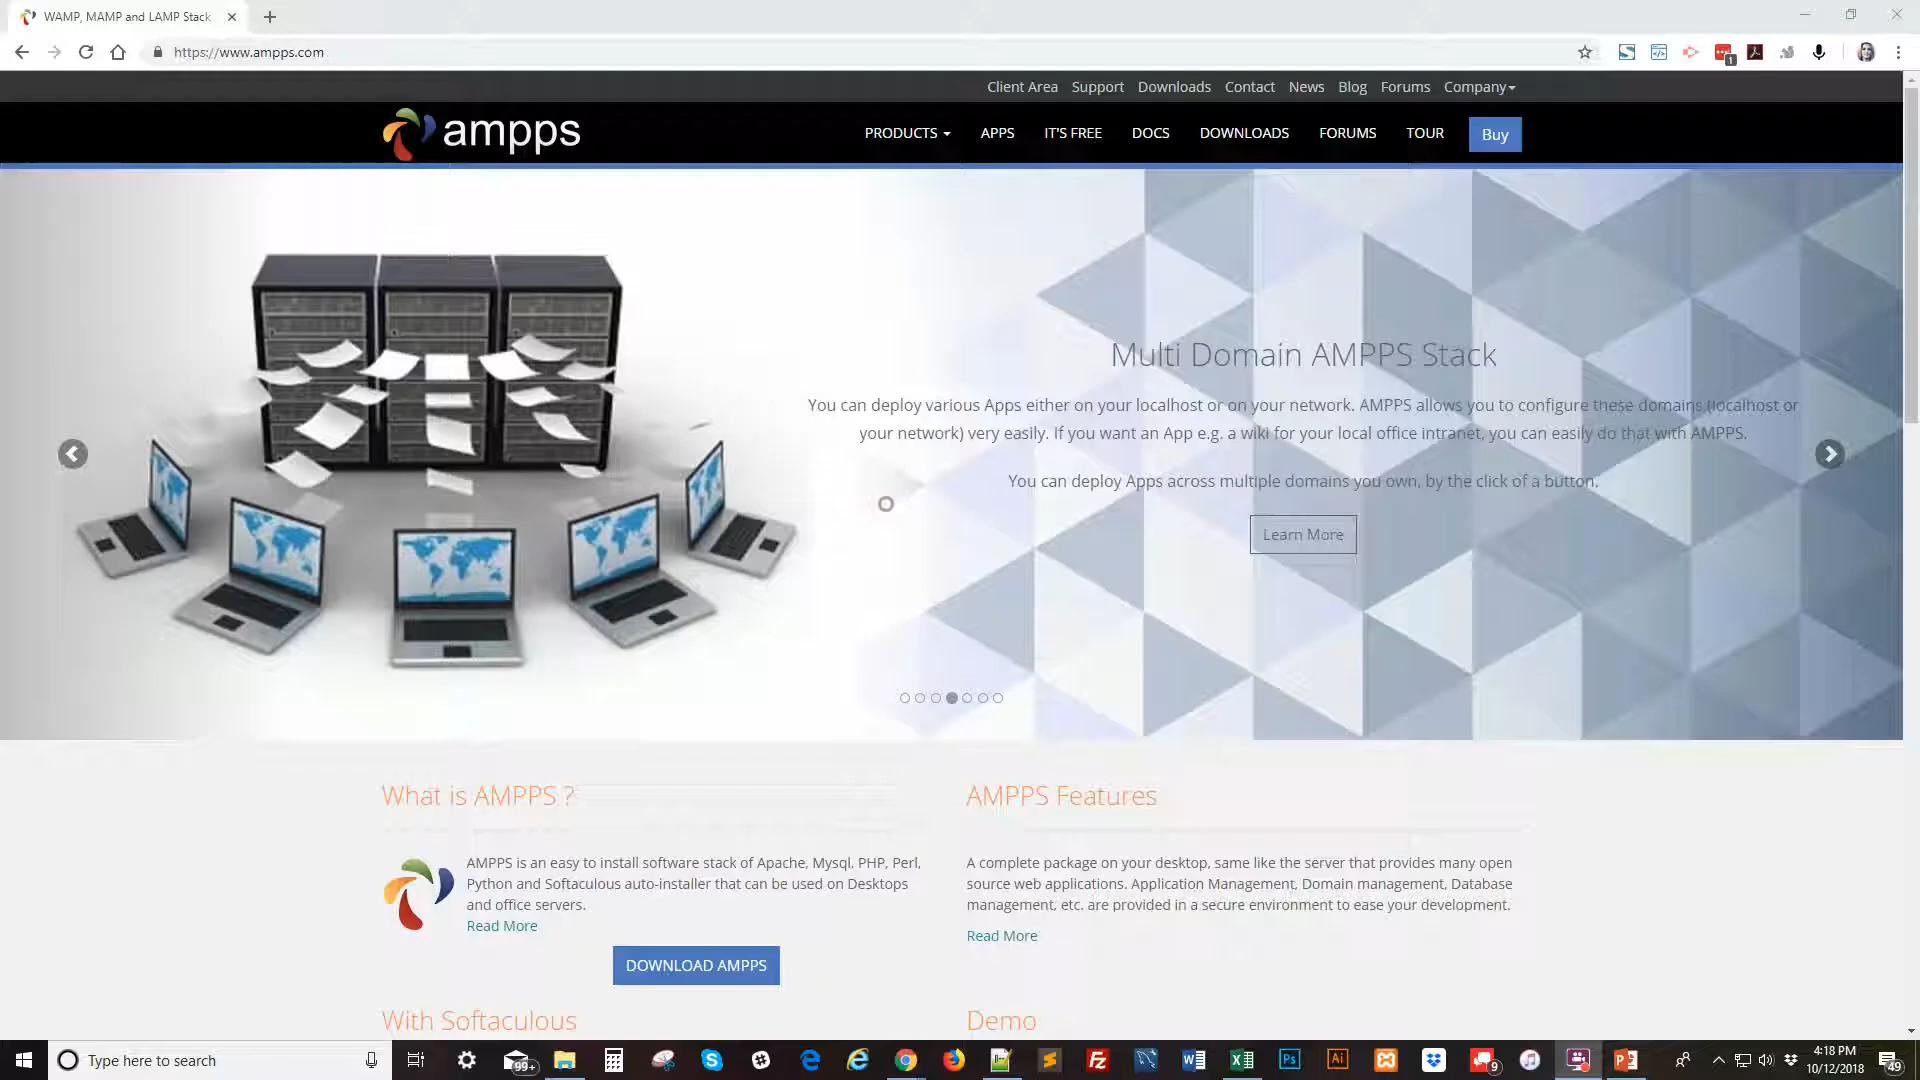 WAMP, MAMP and LAMP Stack
https://www.ampps.com
1
Client Area Support Downloads Contact News Blog Forums Company
ampps
PRODUCTS APPS IT'S FREE DOCS DOWNLOADS FORUMS TOUR Buy
Multi Domain AMPPS Stack
You can deploy various Apps either on your localhost or on your network. AMPPS allows you to configure these domains (localhost or
your network) very easily. If you want an App e.g. a wiki for your local office intranet, you can easily do that with AMPPS.
You can deploy Apps across multiple domains you own, by the click of a button.
Learn More
What is AMPPS ?
AMPPS is an easy to install software stack of Apache, Mysql, PHP, Perl,
Python and Softaculous auto-installer that can be used on Desktops
and office servers.
Read More
DOWNLOAD AMPPS
AMPPS Features
A complete package on your desktop, same like the server that provides many open
source web applications. Application Management, Domain management, Database
management, etc. are provided in a secure environment to ease your development.
Read More
With Softaculous
Demo
Type here to search
99+
Ps
Ai
9
4:18 PM
10/12/2018
49